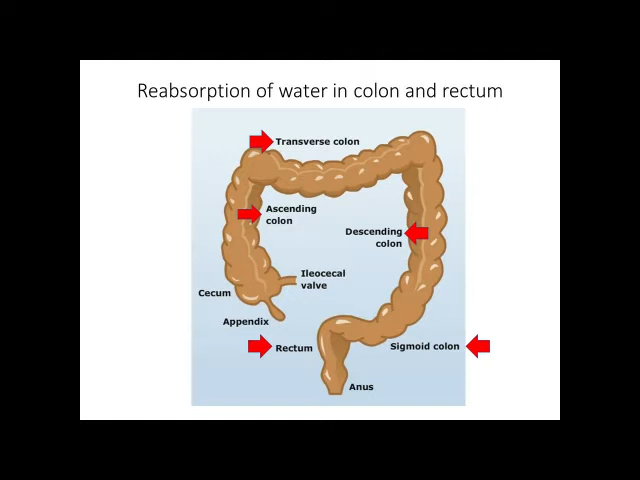 Reabsorption of water in colon and rectum
Transverse colon
Ascending
colon
Descending
colon
Ileocecal
valve
Cecum
Appendix
Rectum
Sigmoid colon
Anus